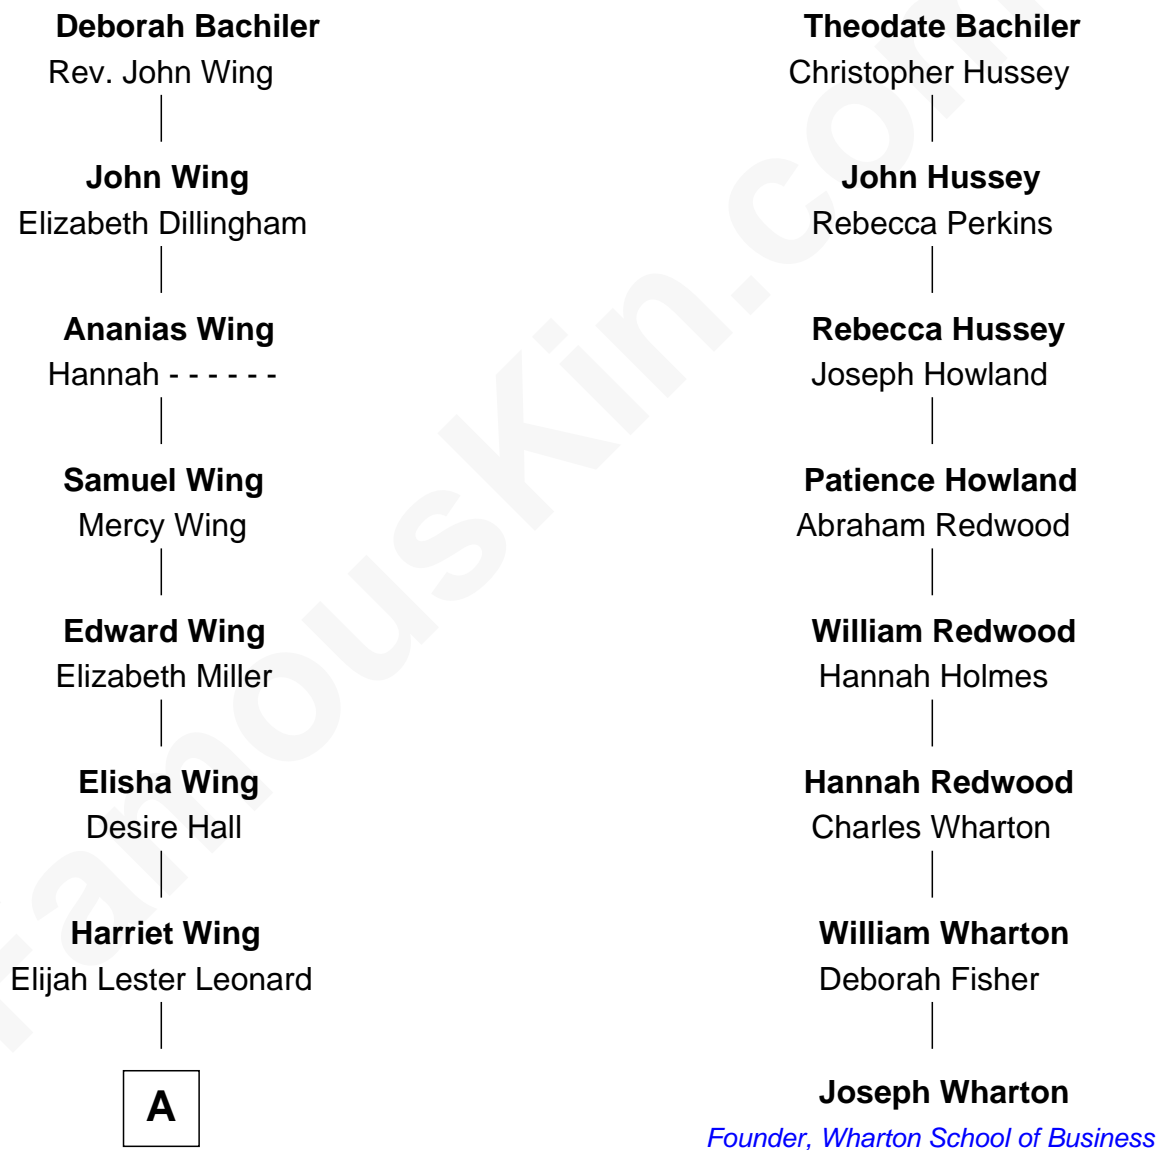 Deborah Bachiler
Rev. John Wing
John Wing
Elizabeth Dillingham
Ananias Wing
Hannah - - - - - -
Samuel Wing
Mercy Wing
Edward Wing
Elizabeth Miller
Elisha Wing
Desire Hall
Harriet Wing
Elijah Lester Leonard
A
Theodate Bachiler
Christopher Hussey
John Hussey
Rebecca Perkins
Rebecca Hussey
Joseph Howland
Patience Howland
Abraham Redwood
William Redwood
Hannah Holmes
Hannah Redwood
Charles Wharton
William Wharton
Deborah Fisher
Joseph Wharton
Founder, Wharton School of Business
FamousKin.com